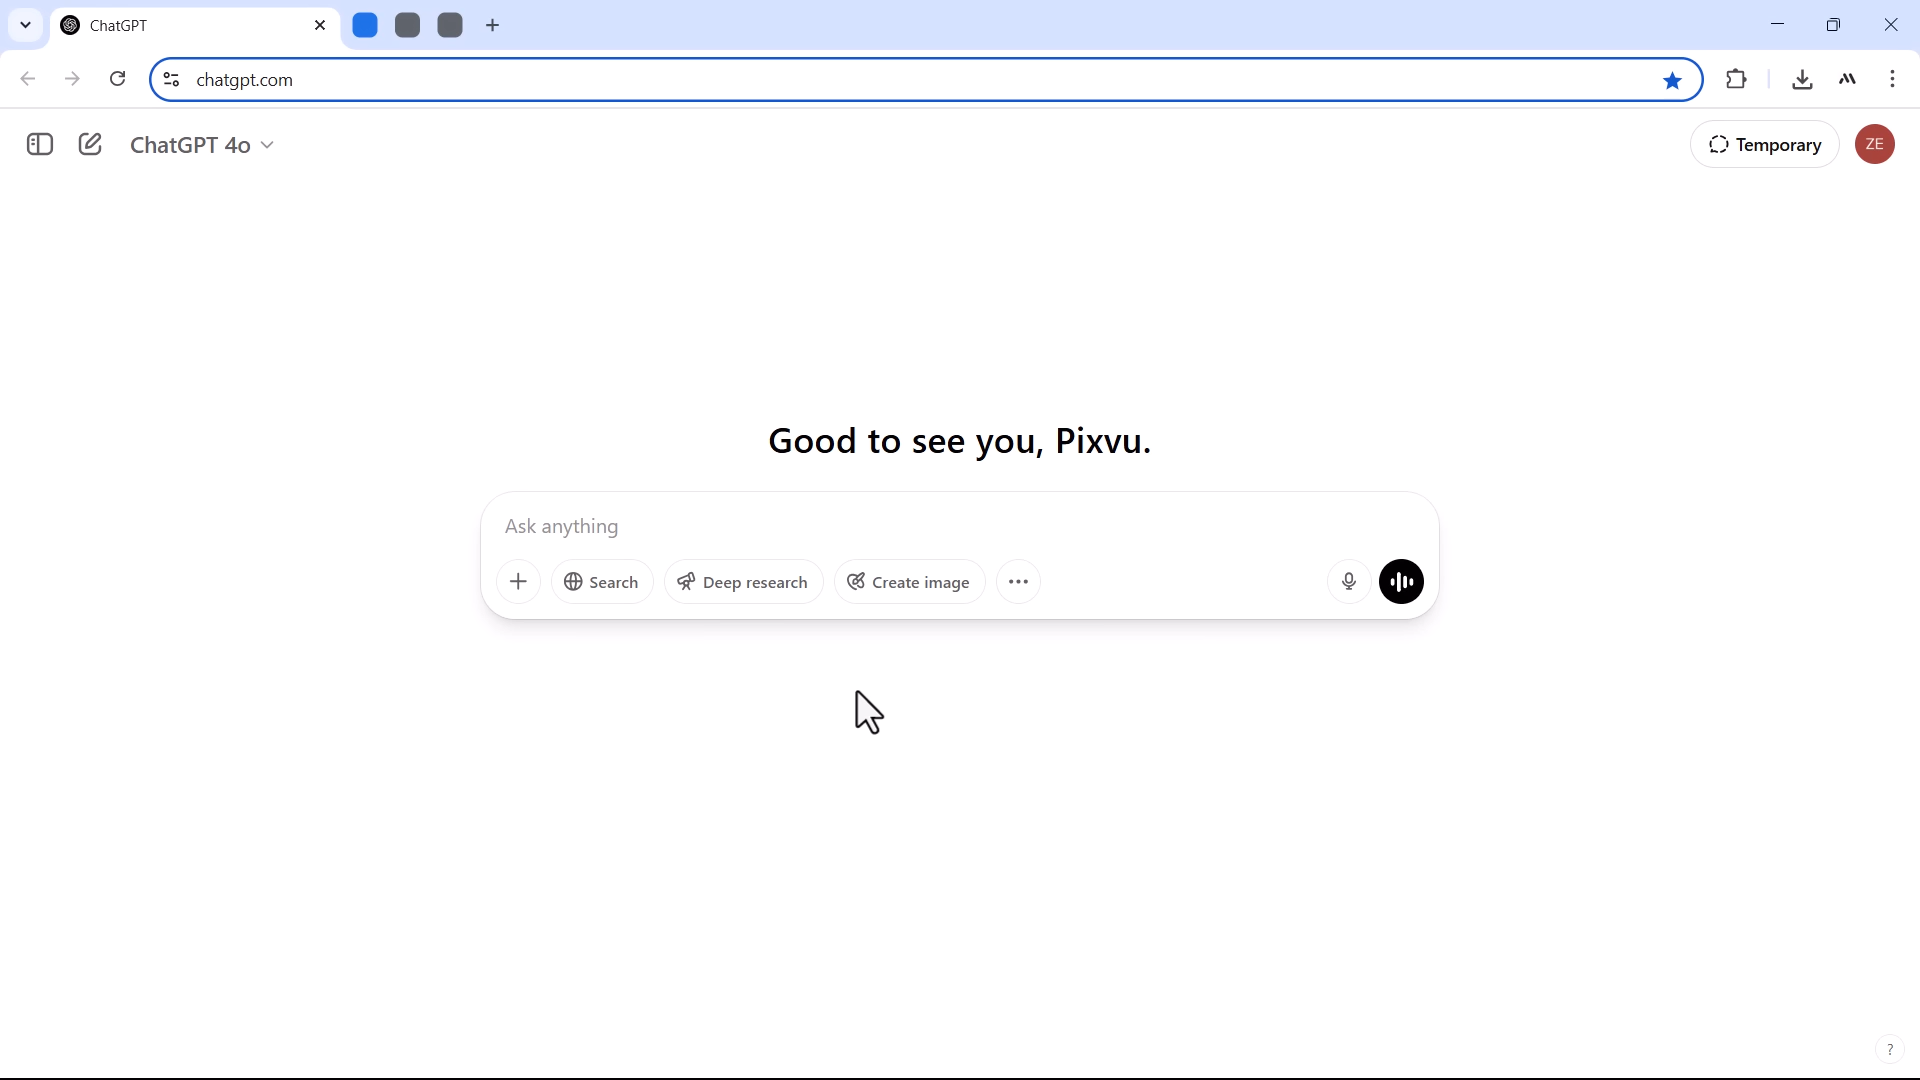 ChatGPT
chatgpt.com
ChatGPT 4o
Temporary
ZE
Good to see you, Pixvu.
Ask anything
Search
Deep research
Create image
?